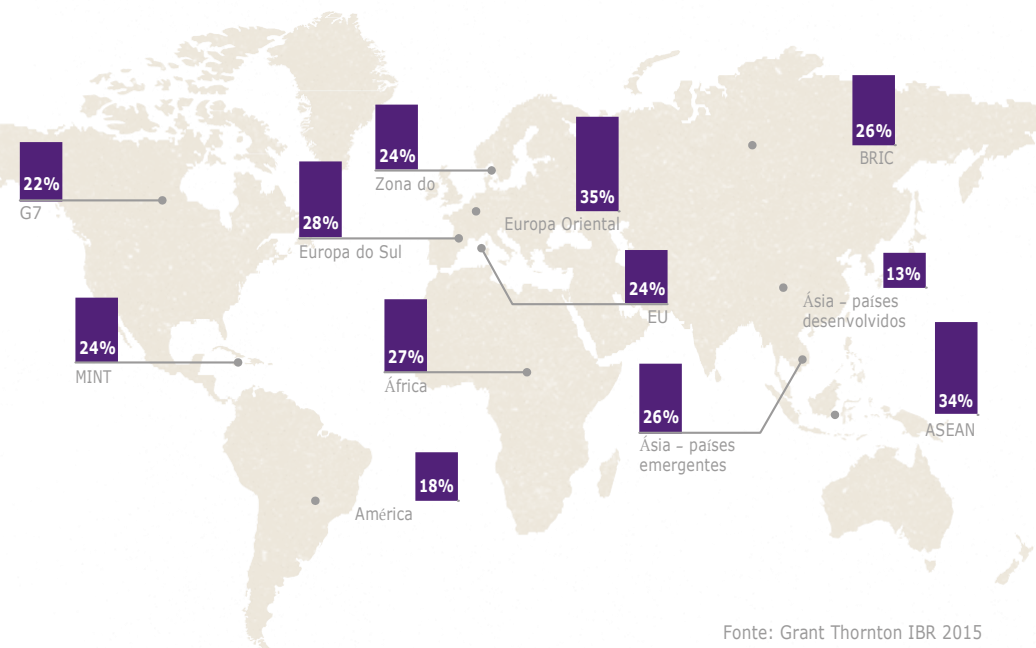 26%
BRIC
24%
Zona do
35%
Europa Oriental
22%
G7
28%
Europa do Sul
13%
Ásia – países
desenvolvidos
24%
EU
24%
MINT
27%
África
34%
ASEAN
26%
Ásia – países
emergentes
18%
América
Fonte: Grant Thornton IBR 2015